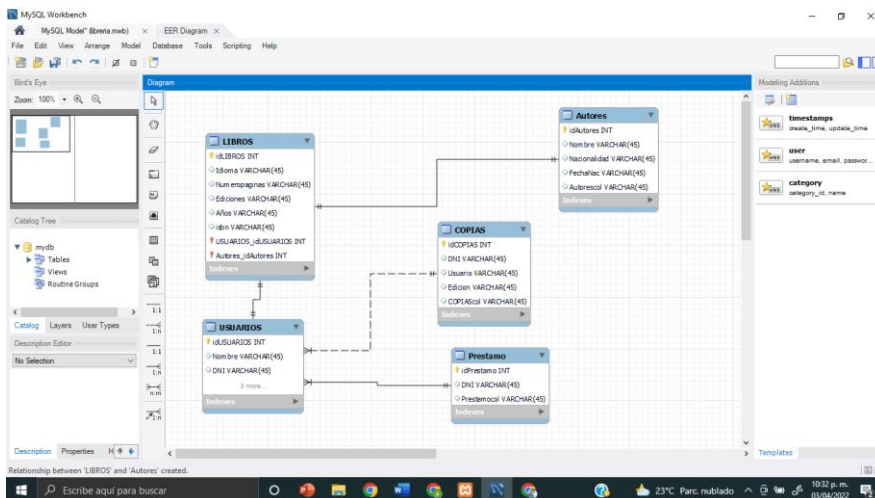 MySQL Workbench
MySQL Model* (libreria.mwb) × EER Diagram ×
File Edit View Arrange Model Database Tools Scripting Help
Bird's Eye
Zoom: 100%
Diagram
Modeling Additions
timestamps
create_time, update_time
user
username, email, passwor...
category
category_id, name
LIBROS
idLIBROS INT
Idioma VARCHAR(45)
Numeropaginas VARCHAR(45)
Ediciones VARCHAR(45)
Años VARCHAR(45)
isbn VARCHAR(45)
USUARIOS_idUSUARIOS INT
Autores_idAutores INT
Indexes
Autores
idAutores INT
Nombre VARCHAR(45)
Nacionalidad VARCHAR(45)
FechaNac VARCHAR(45)
Autorescol VARCHAR(45)
Indexes
COPIAS
idCOPIAS INT
DNI VARCHAR(45)
Usuario VARCHAR(45)
Edicion VARCHAR(45)
COPIAScol VARCHAR(45)
Indexes
USUARIOS
idUSUARIOS INT
Nombre VARCHAR(45)
DNI VARCHAR(45)
3 more...
Indexes
Prestamo
idPrestamo INT
DNI VARCHAR(45)
Prestamocol VARCHAR(45)
Indexes
Catalog Tree
mydb
Tables
Views
Routine Groups
Catalog Layers User Types
Description Editor
No Selection
1:1
1:n
1:1
1:n
n:m
1:n
Description Properties H
Templates
Relationship between 'LIBROS' and 'Autores' created.
Escribe aquí para buscar
23°C Parc. nublado
10:32 p. m.
03/04/2022